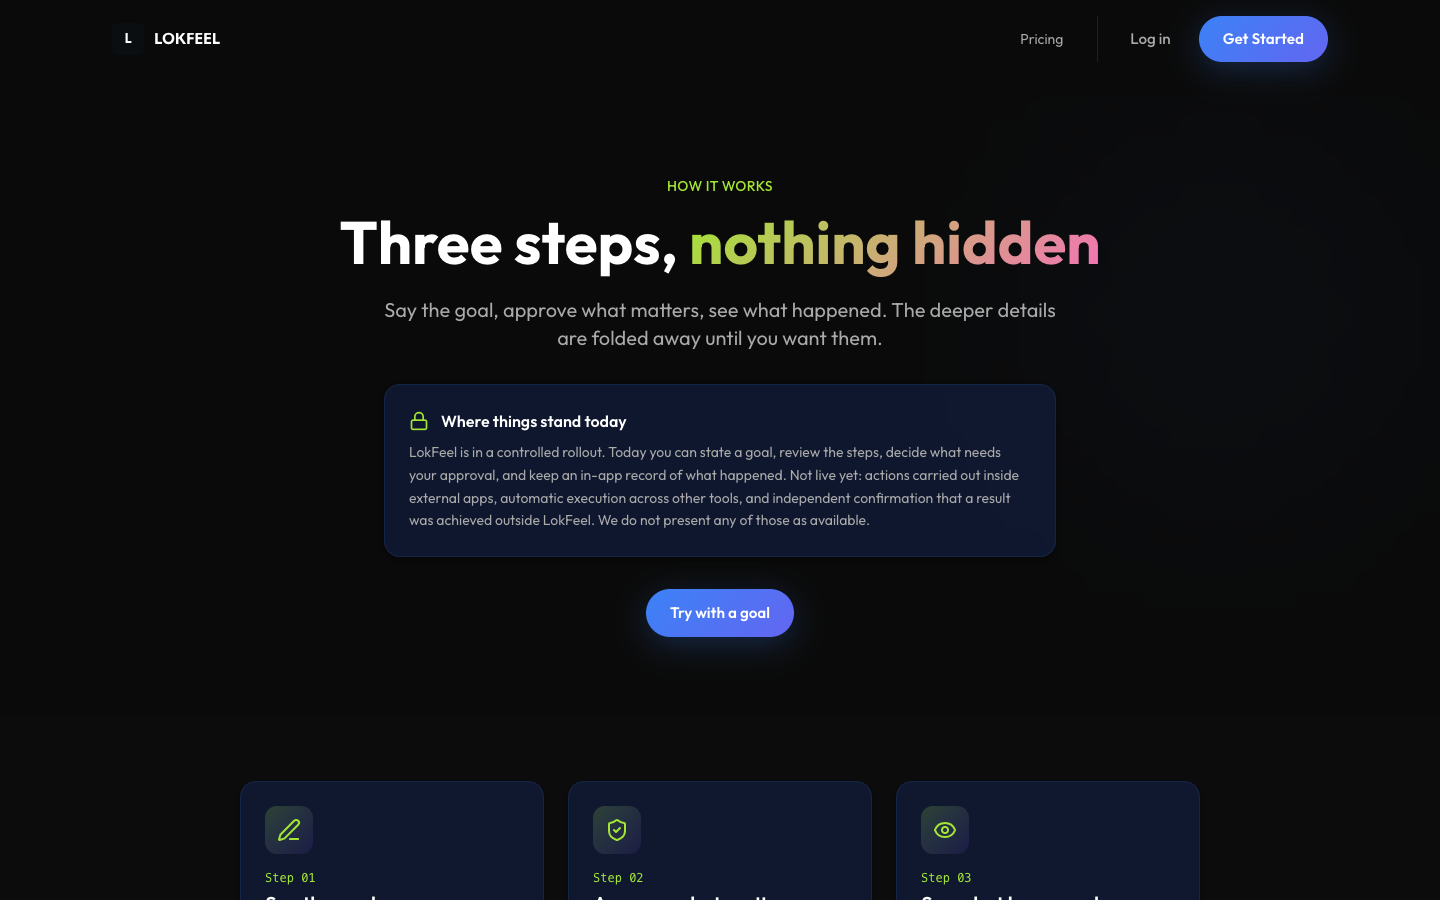 L LOKFEEL
Pricing
Log in
Get Started
HOW IT WORKS
Three steps, nothing hidden
Say the goal, approve what matters, see what happened. The deeper details
are folded away until you want them.
Where things stand today
LokFeel is in a controlled rollout. Today you can state a goal, review the steps, decide what needs
your approval, and keep an in-app record of what happened. Not live yet: actions carried out inside
external apps, automatic execution across other tools, and independent confirmation that a result
was achieved outside LokFeel. We do not present any of those as available.
Try with a goal
Step 01
Step 02
Step 03